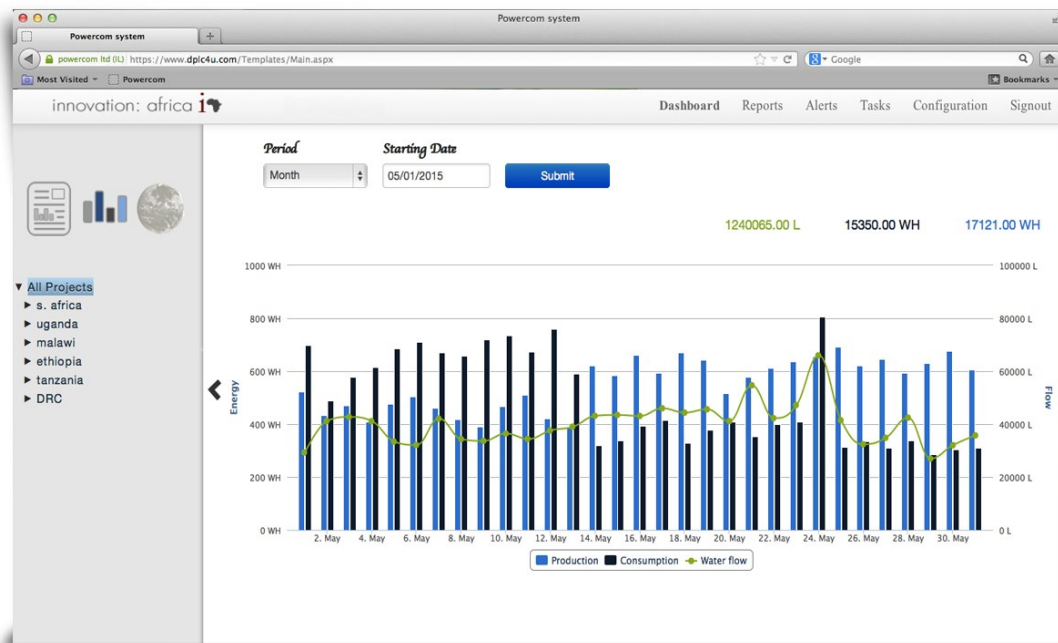 Powercom system
Powercom system
powercom ltd (IL) https://www.dplc4u.com/Templates/Main.aspx
Google
Most Visited
Powercom
Bookmarks
innovation: africa i
Dashboard Reports Alerts Tasks Configuration Signout
Period Starting Date
Month 05/01/2015 Submit
1240065.00 L 15350.00 WH 17121.00 WH
All Projects
s. africa
uganda
malawi
ethiopia
tanzania
DRC
1000 WH 100000 L
800 WH 80000 L
600 WH 60000 L
Energy
Flow
400 WH 40000 L
200 WH 20000 L
0 WH 0 L
2. May 4. May 6. May 8. May 10. May 12. May 14. May 16. May 18. May 20. May 22. May 24. May 26. May 28. May 30. May
Production Consumption Water flow